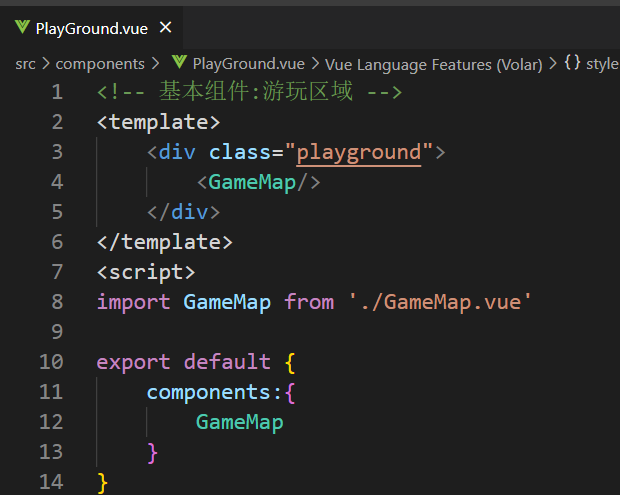 PlayGround.vue ×
src > components > PlayGround.vue > Vue Language Features (Volar) > {} style
1 <!-- 基本组件:游玩区域 -->
2 <template>
3 <div class="playground">
4 <GameMap/>
5 </div>
6 </template>
7 <script>
8 import GameMap from './GameMap.vue'
9
10 export default {
11 components:{
12 GameMap
13 }
14 }